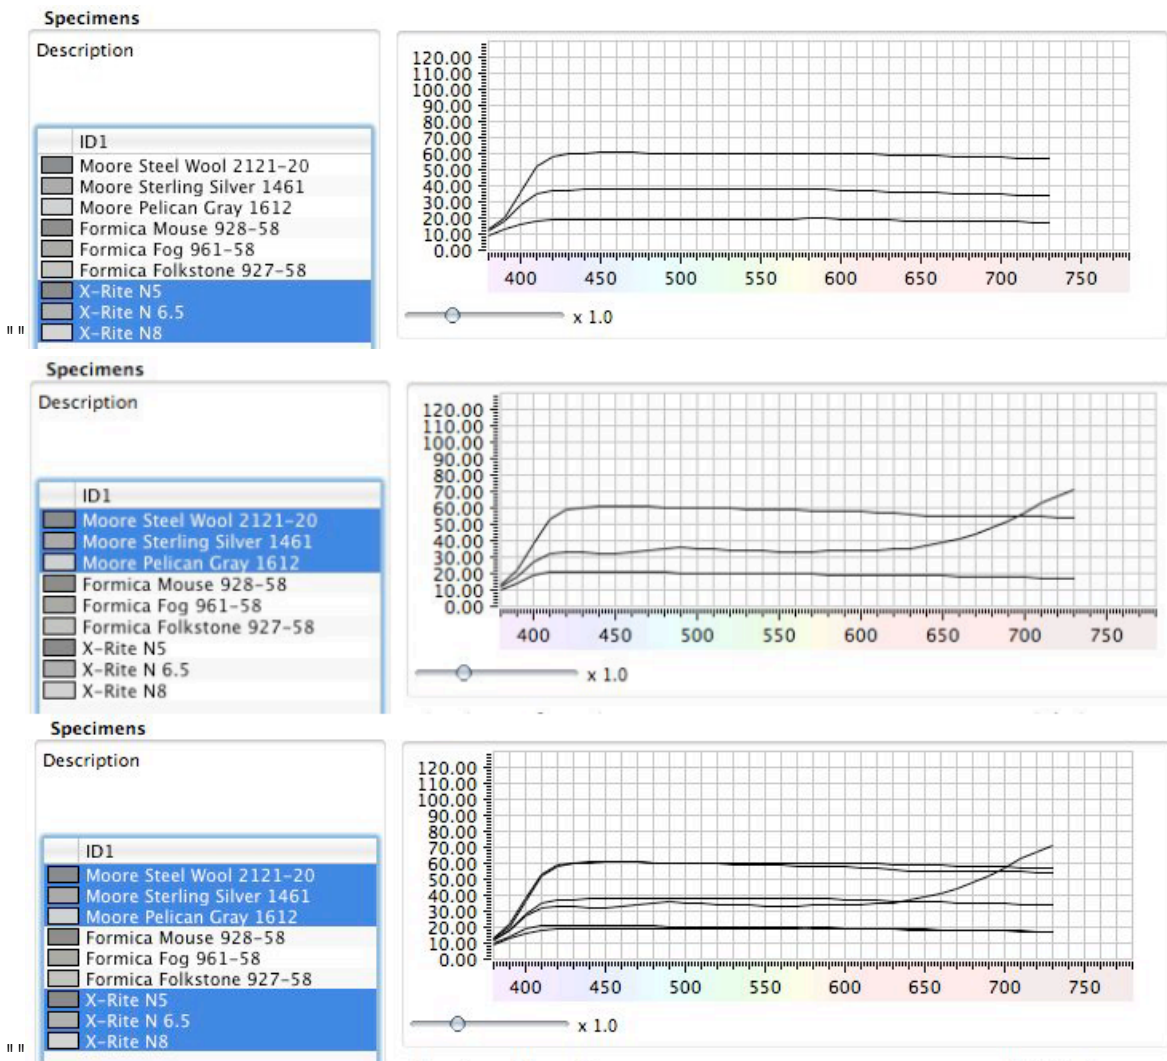 Specimens
Description
ID1
Moore Steel Wool 2121-20
Moore Sterling Silver 1461
Moore Pelican Gray 1612
Formica Mouse 928-58
Formica Fog 961-58
Formica Folkstone 927-58
X-Rite N5
X-Rite N 6.5
X-Rite N8
""
120.00
110.00
100.00
90.00
80.00
70.00
60.00
50.00
40.00
30.00
20.00
10.00
0.00
400 450 500 550 600 650 700 750
x 1.0
Specimens
Description
ID1
Moore Steel Wool 2121-20
Moore Sterling Silver 1461
Moore Pelican Gray 1612
Formica Mouse 928-58
Formica Fog 961-58
Formica Folkstone 927-58
X-Rite N5
X-Rite N 6.5
X-Rite N8
120.00
110.00
100.00
90.00
80.00
70.00
60.00
50.00
40.00
30.00
20.00
10.00
0.00
400 450 500 550 600 650 700 750
x 1.0
Specimens
Description
ID1
Moore Steel Wool 2121-20
Moore Sterling Silver 1461
Moore Pelican Gray 1612
Formica Mouse 928-58
Formica Fog 961-58
Formica Folkstone 927-58
X-Rite N5
X-Rite N 6.5
X-Rite N8
""
120.00
110.00
100.00
90.00
80.00
70.00
60.00
50.00
40.00
30.00
20.00
10.00
0.00
400 450 500 550 600 650 700 750
x 1.0